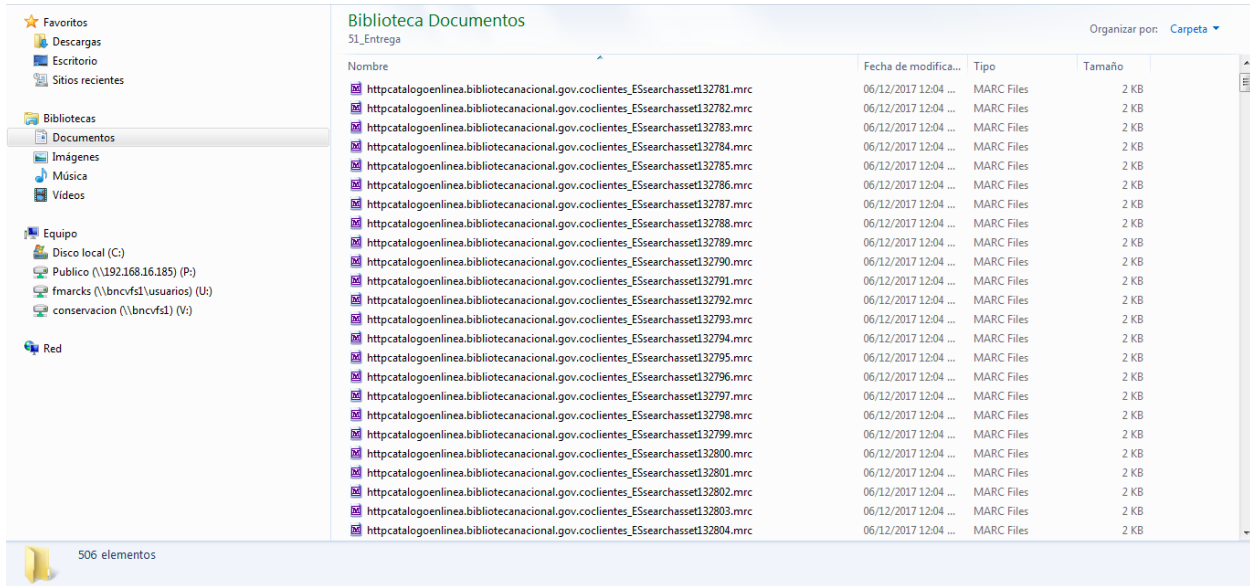 Favoritos
Descargas
Escritorio
Sitios recientes
Bibliotecas
Documentos
Imágenes
Música
Vídeos
Equipo
Disco local (C:)
Publico (\\192.168.16.185) (P:)
fmarcks (\\bncvfs1\usuarios) (U:)
conservacion (\\bncvfs1) (V:)
Red
Biblioteca Documentos
51_Entrega
Organizar por: Carpeta
Nombre Fecha de modifica... Tipo Tamaño
httpcatalogoenlinea.bibliotecanacional.gov.coclientes_ESsearchasset132781.mrc 06/12/2017 12:04 ... MARC Files 2 KB
httpcatalogoenlinea.bibliotecanacional.gov.coclientes_ESsearchasset132782.mrc 06/12/2017 12:04 ... MARC Files 2 KB
httpcatalogoenlinea.bibliotecanacional.gov.coclientes_ESsearchasset132783.mrc 06/12/2017 12:04 ... MARC Files 2 KB
httpcatalogoenlinea.bibliotecanacional.gov.coclientes_ESsearchasset132784.mrc 06/12/2017 12:04 ... MARC Files 2 KB
httpcatalogoenlinea.bibliotecanacional.gov.coclientes_ESsearchasset132785.mrc 06/12/2017 12:04 ... MARC Files 2 KB
httpcatalogoenlinea.bibliotecanacional.gov.coclientes_ESsearchasset132786.mrc 06/12/2017 12:04 ... MARC Files 2 KB
httpcatalogoenlinea.bibliotecanacional.gov.coclientes_ESsearchasset132787.mrc 06/12/2017 12:04 ... MARC Files 2 KB
httpcatalogoenlinea.bibliotecanacional.gov.coclientes_ESsearchasset132788.mrc 06/12/2017 12:04 ... MARC Files 2 KB
httpcatalogoenlinea.bibliotecanacional.gov.coclientes_ESsearchasset132789.mrc 06/12/2017 12:04 ... MARC Files 2 KB
httpcatalogoenlinea.bibliotecanacional.gov.coclientes_ESsearchasset132790.mrc 06/12/2017 12:04 ... MARC Files 2 KB
httpcatalogoenlinea.bibliotecanacional.gov.coclientes_ESsearchasset132791.mrc 06/12/2017 12:04 ... MARC Files 2 KB
httpcatalogoenlinea.bibliotecanacional.gov.coclientes_ESsearchasset132792.mrc 06/12/2017 12:04 ... MARC Files 2 KB
httpcatalogoenlinea.bibliotecanacional.gov.coclientes_ESsearchasset132793.mrc 06/12/2017 12:04 ... MARC Files 2 KB
httpcatalogoenlinea.bibliotecanacional.gov.coclientes_ESsearchasset132794.mrc 06/12/2017 12:04 ... MARC Files 2 KB
httpcatalogoenlinea.bibliotecanacional.gov.coclientes_ESsearchasset132795.mrc 06/12/2017 12:04 ... MARC Files 2 KB
httpcatalogoenlinea.bibliotecanacional.gov.coclientes_ESsearchasset132796.mrc 06/12/2017 12:04 ... MARC Files 2 KB
httpcatalogoenlinea.bibliotecanacional.gov.coclientes_ESsearchasset132797.mrc 06/12/2017 12:04 ... MARC Files 2 KB
httpcatalogoenlinea.bibliotecanacional.gov.coclientes_ESsearchasset132798.mrc 06/12/2017 12:04 ... MARC Files 2 KB
httpcatalogoenlinea.bibliotecanacional.gov.coclientes_ESsearchasset132799.mrc 06/12/2017 12:04 ... MARC Files 2 KB
httpcatalogoenlinea.bibliotecanacional.gov.coclientes_ESsearchasset132800.mrc 06/12/2017 12:04 ... MARC Files 2 KB
httpcatalogoenlinea.bibliotecanacional.gov.coclientes_ESsearchasset132801.mrc 06/12/2017 12:04 ... MARC Files 2 KB
httpcatalogoenlinea.bibliotecanacional.gov.coclientes_ESsearchasset132802.mrc 06/12/2017 12:04 ... MARC Files 2 KB
httpcatalogoenlinea.bibliotecanacional.gov.coclientes_ESsearchasset132803.mrc 06/12/2017 12:04 ... MARC Files 2 KB
httpcatalogoenlinea.bibliotecanacional.gov.coclientes_ESsearchasset132804.mrc 06/12/2017 12:04 ... MARC Files 2 KB
506 elementos